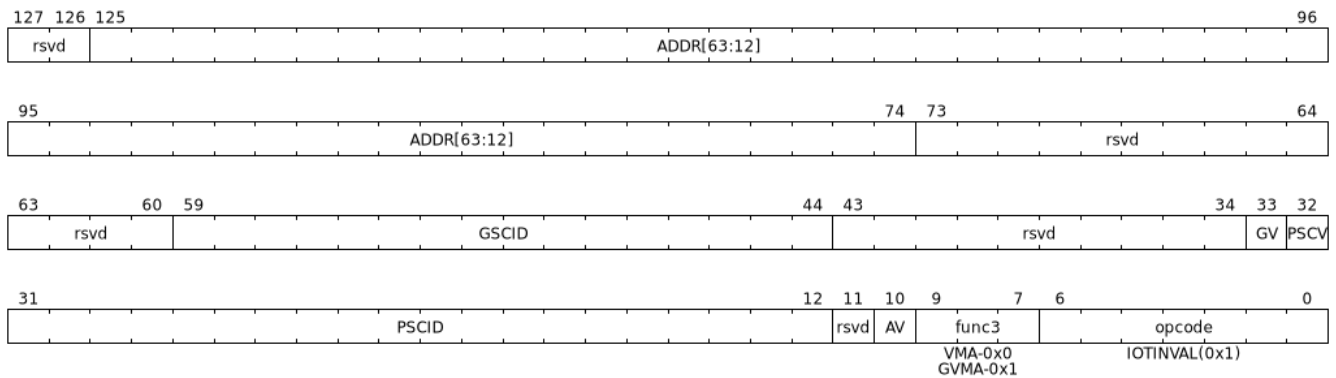 127 126 125 96
rsvd ADDR[63:12]
95 74 73 64
ADDR[63:12] rsvd
63 60 59 44 43 34 33 32
rsvd GSCID rsvd GV PSCV
31 12 11 10 9 7 6 0
PSCID rsvd AV func3 opcode
VMA-0x0 IOTINVAL(0x1)
GVMA-0x1